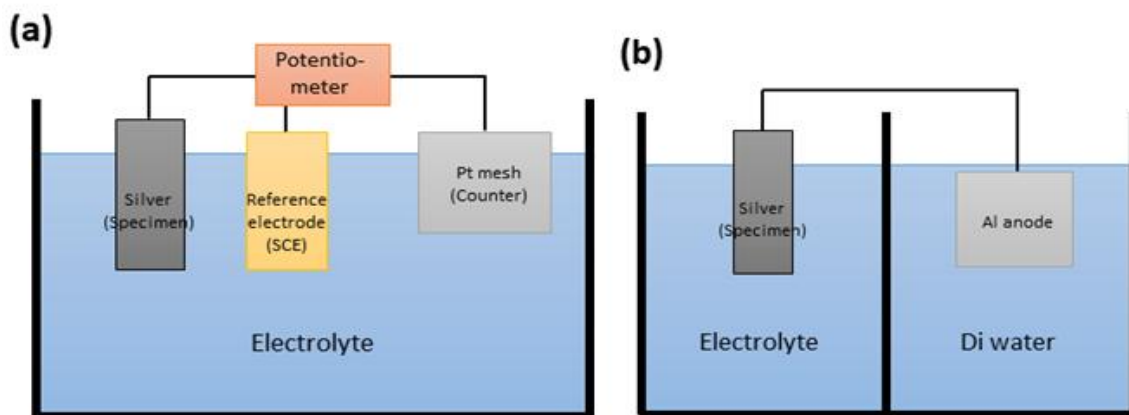 (a)
Potentio-
meter
Silver
(Specimen)
Reference
electrode
(SCE)
Pt mesh
(Counter)
Electrolyte
(b)
Silver
(Specimen)
Al anode
Electrolyte
Di water